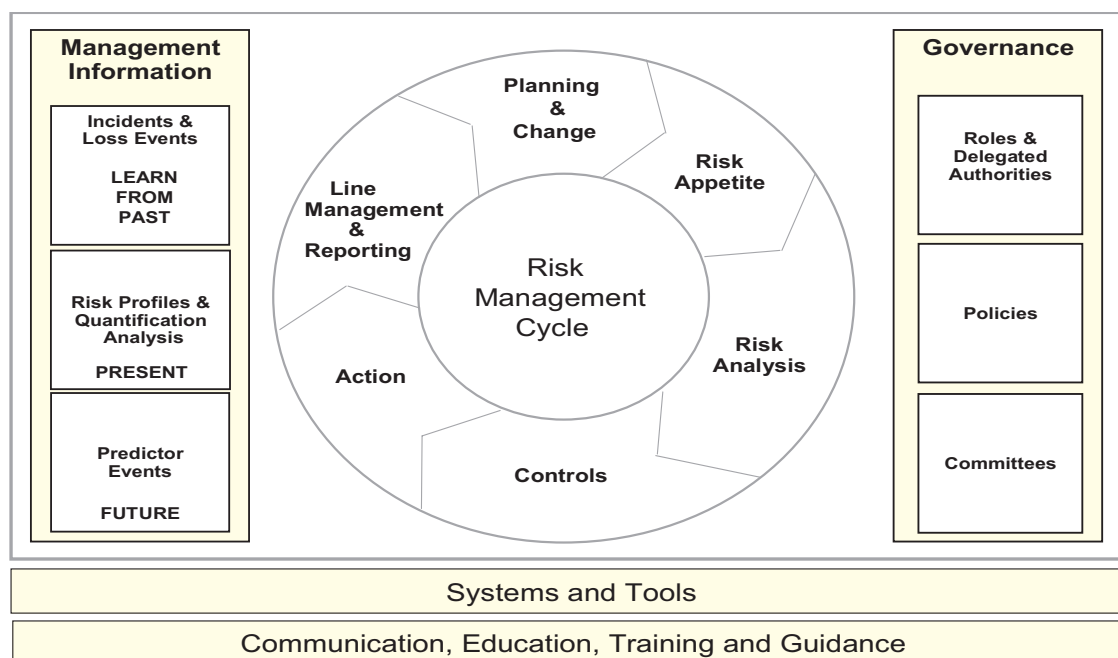 Management
Information
Incidents &
Loss Events
LEARN
FROM
PAST
Risk Profiles &
Quantification
Analysis
PRESENT
Predictor
Events
FUTURE
Planning
&
Change
Risk
Appetite
Risk
Analysis
Controls
Action
Line
Management
&
Reporting
Risk
Management
Cycle
Governance
Roles &
Delegated
Authorities
Policies
Committees
Systems and Tools
Communication, Education, Training and Guidance